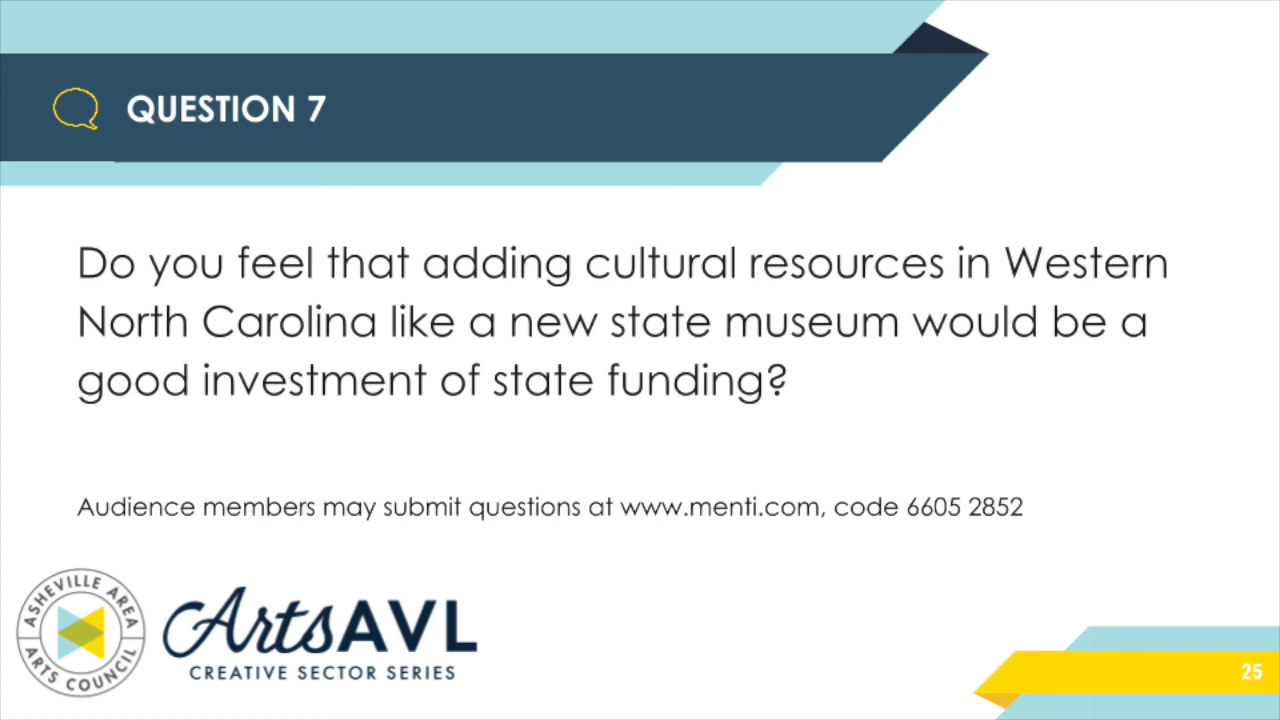 QUESTION 7
Do you feel that adding cultural resources in Western
North Carolina like a new state museum would be a
good investment of state funding?
Audience members may submit questions at www.menti.com, code 6605 2852
ASHEVILLE AREA
ARTS COUNCIL
ArtsAVL
CREATIVE SECTOR SERIES
25